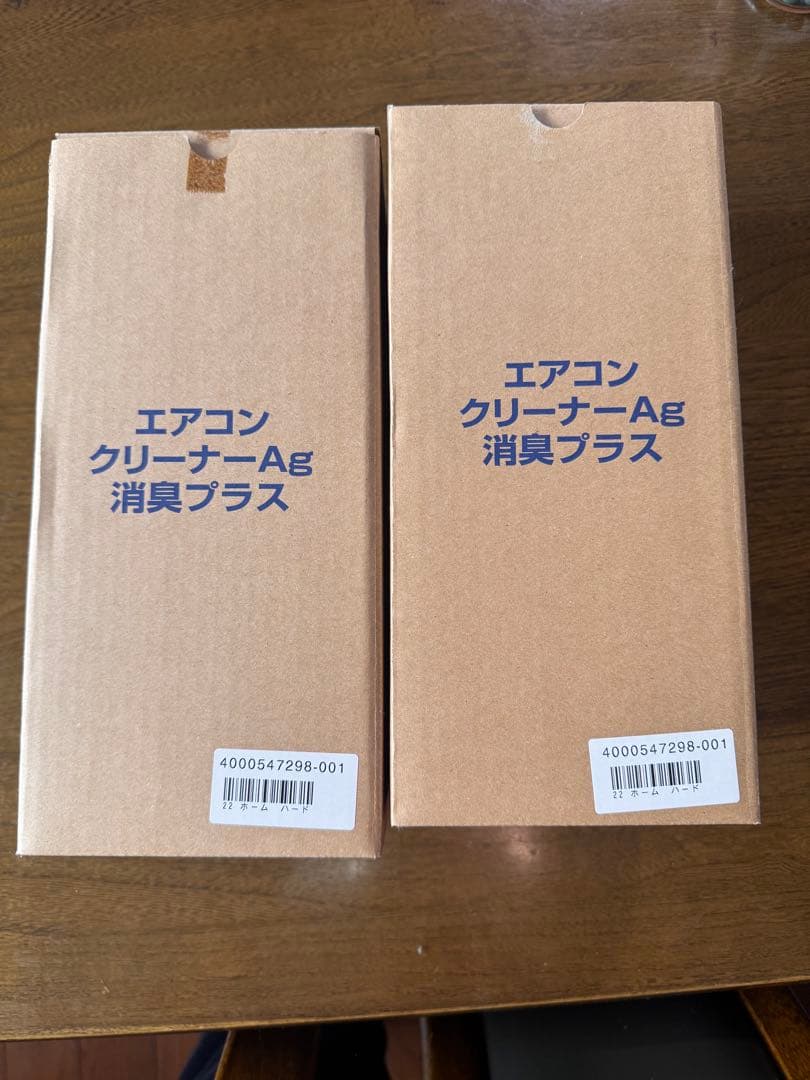 エアコン
クリーナーAg
消臭プラス
4000547298-001
22 ホーム ハード
エアコン
クリーナーAg
消臭プラス
4000547298-001
22 ホーム ハード